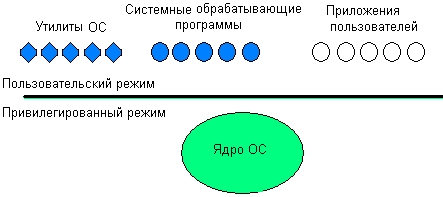 Утилиты ОС
Системные обрабатывающие
программы
Приложения
пользователей
Пользовательский режим
Привилегированный режим
Ядро ОС